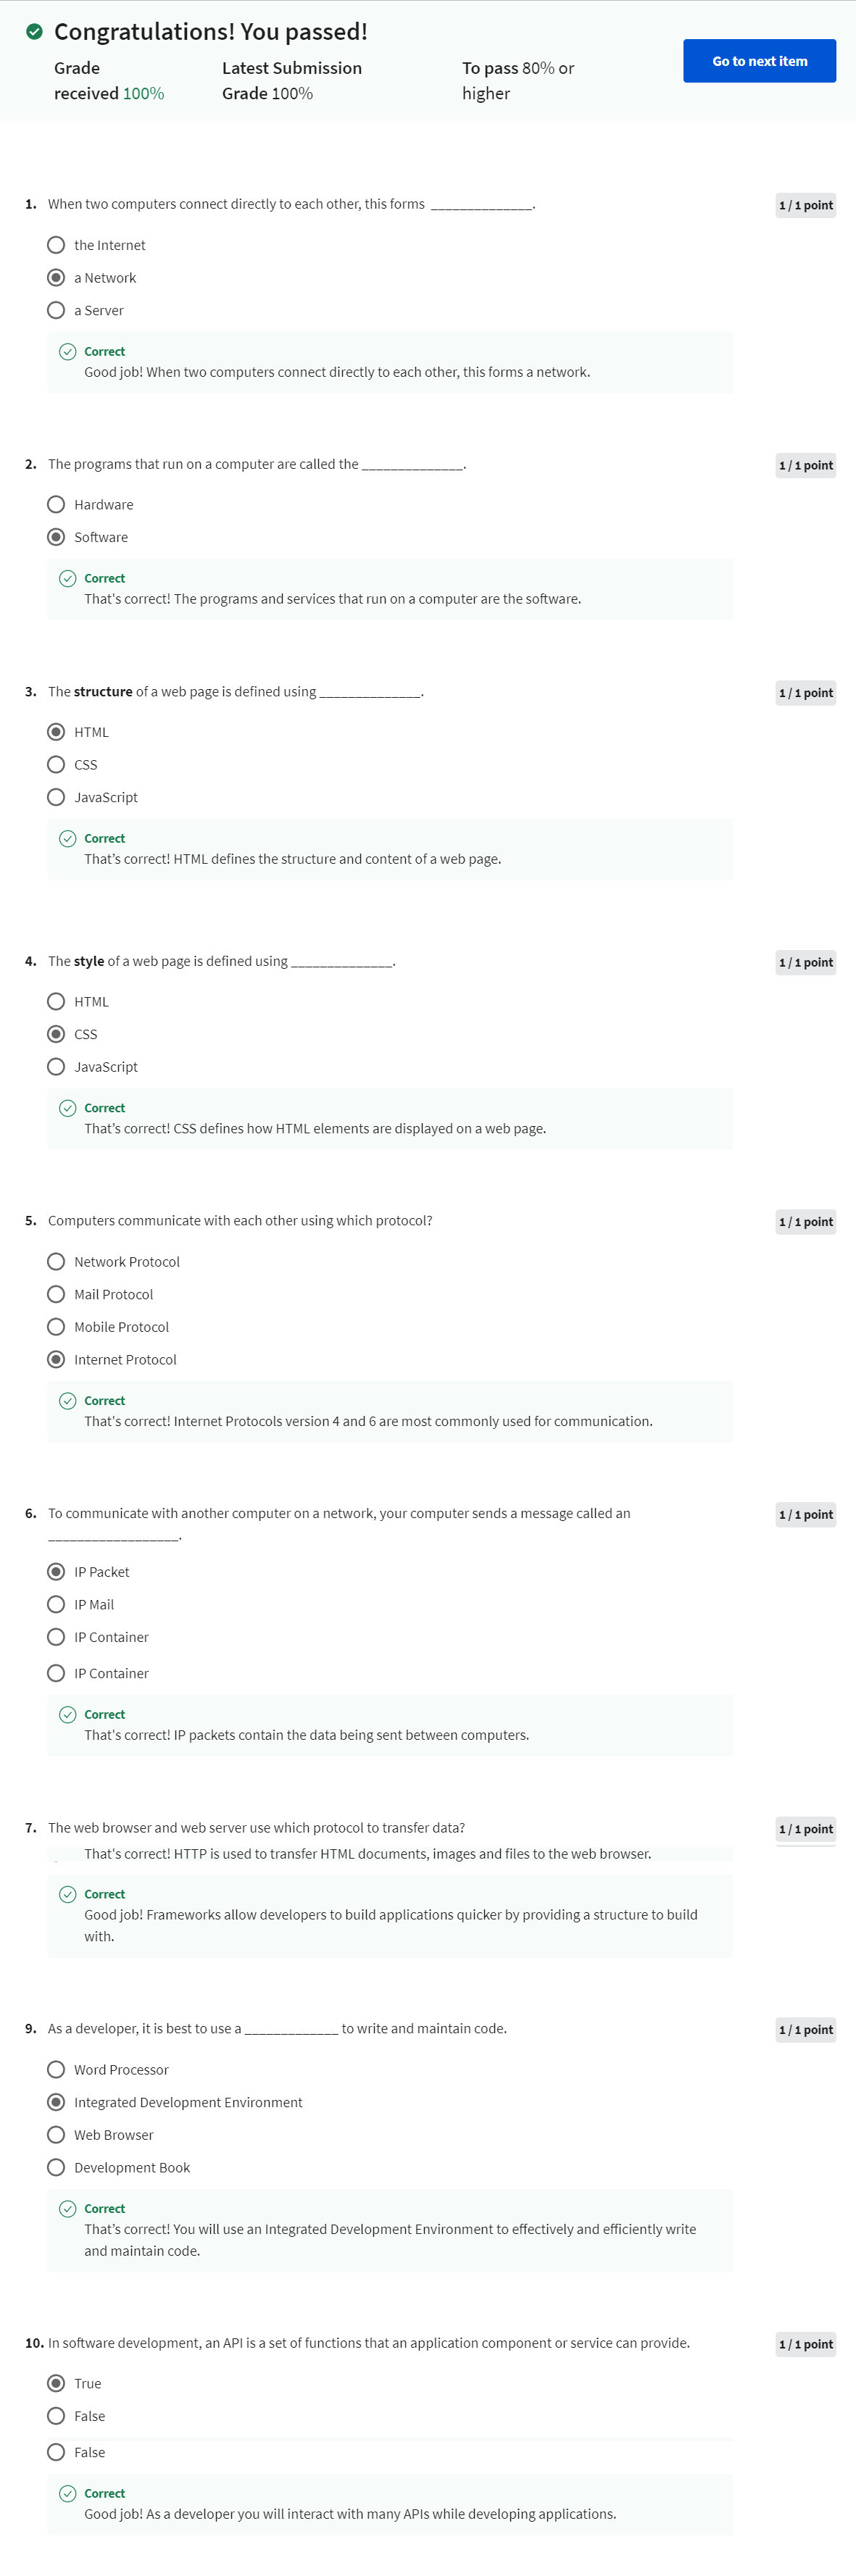 Congratulations! You passed!
Grade
received 100%
Latest Submission
Grade 100%
To pass 80% or
higher
Go to next item
1. When two computers connect directly to each other, this forms ______________.
1 / 1 point
the Internet
a Network
a Server
Correct
Good job! When two computers connect directly to each other, this forms a network.
2. The programs that run on a computer are called the ______________.
1 / 1 point
Hardware
Software
Correct
That's correct! The programs and services that run on a computer are the software.
3. The structure of a web page is defined using ______________.
1 / 1 point
HTML
CSS
JavaScript
Correct
That’s correct! HTML defines the structure and content of a web page.
4. The style of a web page is defined using ______________.
1 / 1 point
HTML
CSS
JavaScript
Correct
That’s correct! CSS defines how HTML elements are displayed on a web page.
5. Computers communicate with each other using which protocol?
1 / 1 point
Network Protocol
Mail Protocol
Mobile Protocol
Internet Protocol
Correct
That's correct! Internet Protocols version 4 and 6 are most commonly used for communication.
6. To communicate with another computer on a network, your computer sends a message called an
__________________.
1 / 1 point
IP Packet
IP Mail
IP Container
IP Container
Correct
That's correct! IP packets contain the data being sent between computers.
7. The web browser and web server use which protocol to transfer data?
1 / 1 point
That's correct! HTTP is used to transfer HTML documents, images and files to the web browser.
Correct
Good job! Frameworks allow developers to build applications quicker by providing a structure to build
with.
9. As a developer, it is best to use a _____________ to write and maintain code.
1 / 1 point
Word Processor
Integrated Development Environment
Web Browser
Development Book
Correct
That’s correct! You will use an Integrated Development Environment to effectively and efficiently write
and maintain code.
10. In software development, an API is a set of functions that an application component or service can provide.
1 / 1 point
True
False
False
Correct
Good job! As a developer you will interact with many APIs while developing applications.